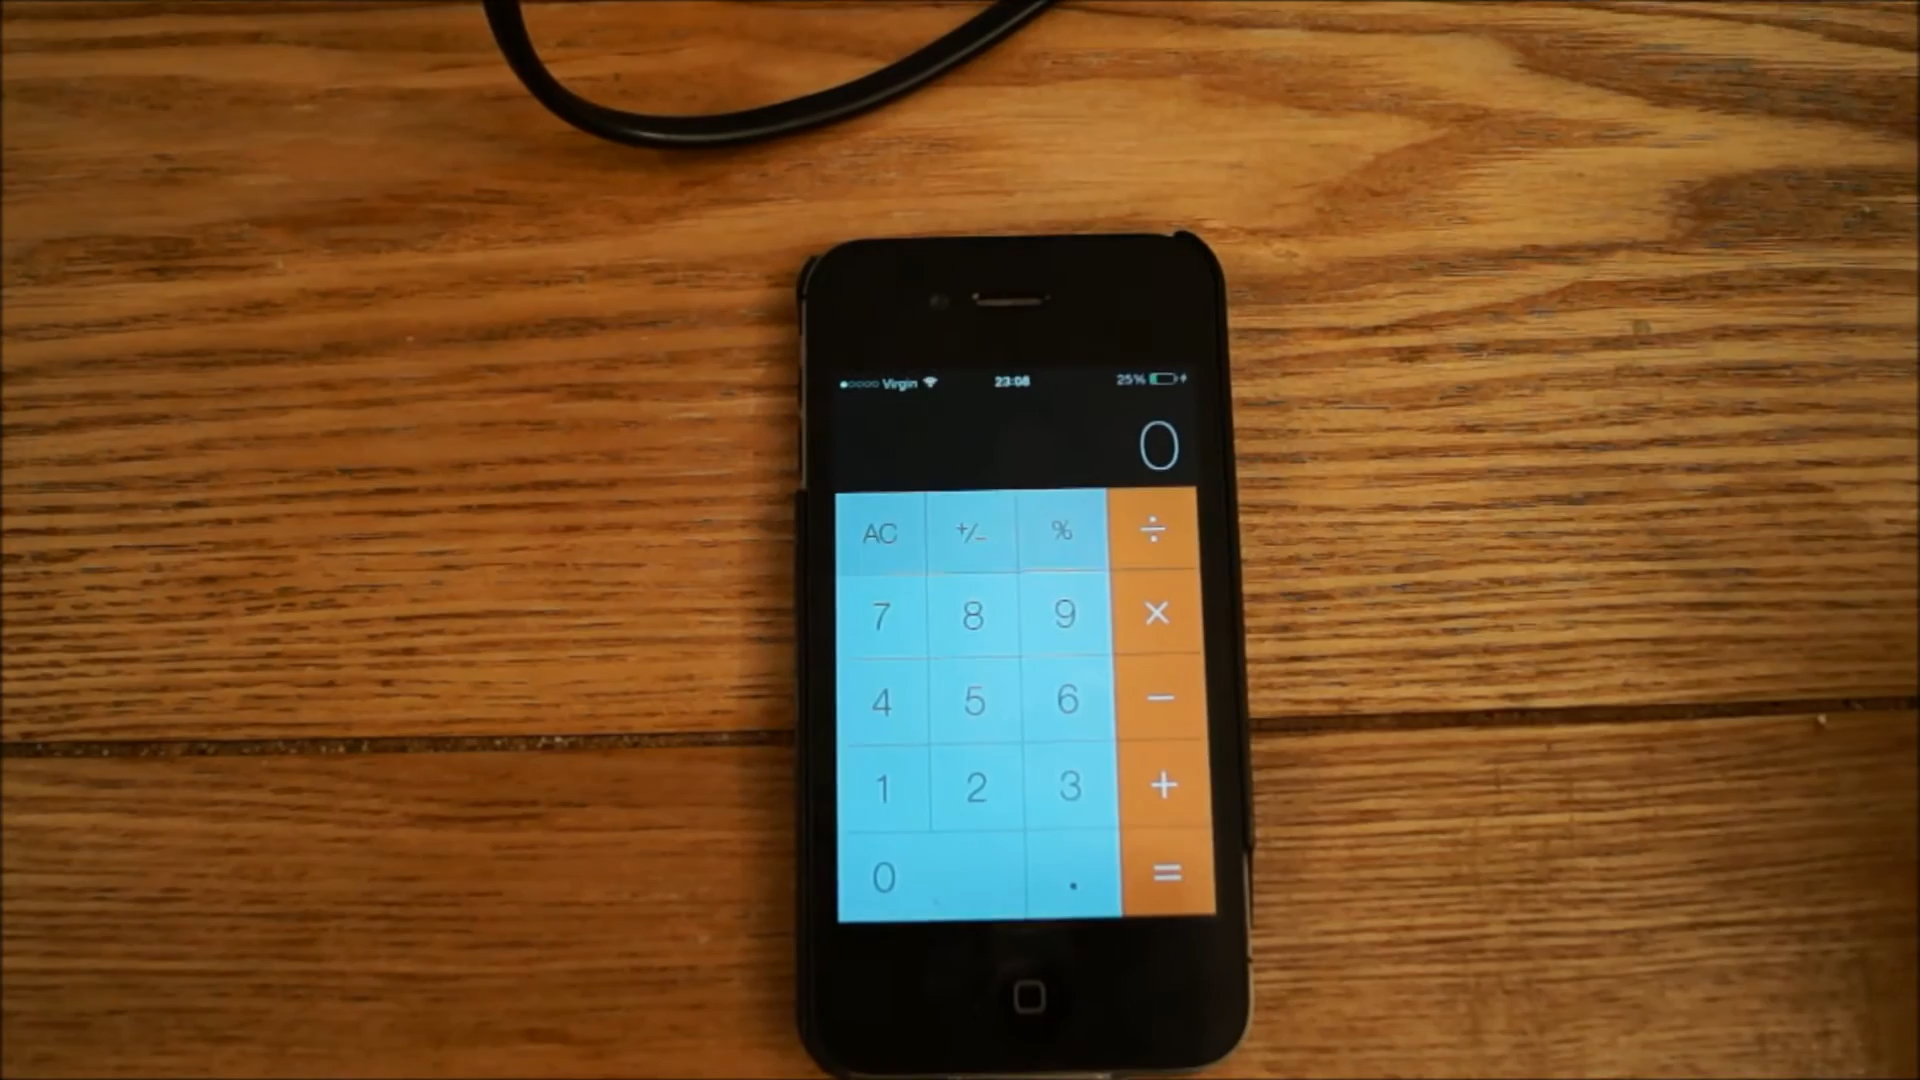 Virgin 23:08 25%
0
AC +/- % ÷
7 8 9 ×
4 5 6 −
1 2 3 +
0 . =